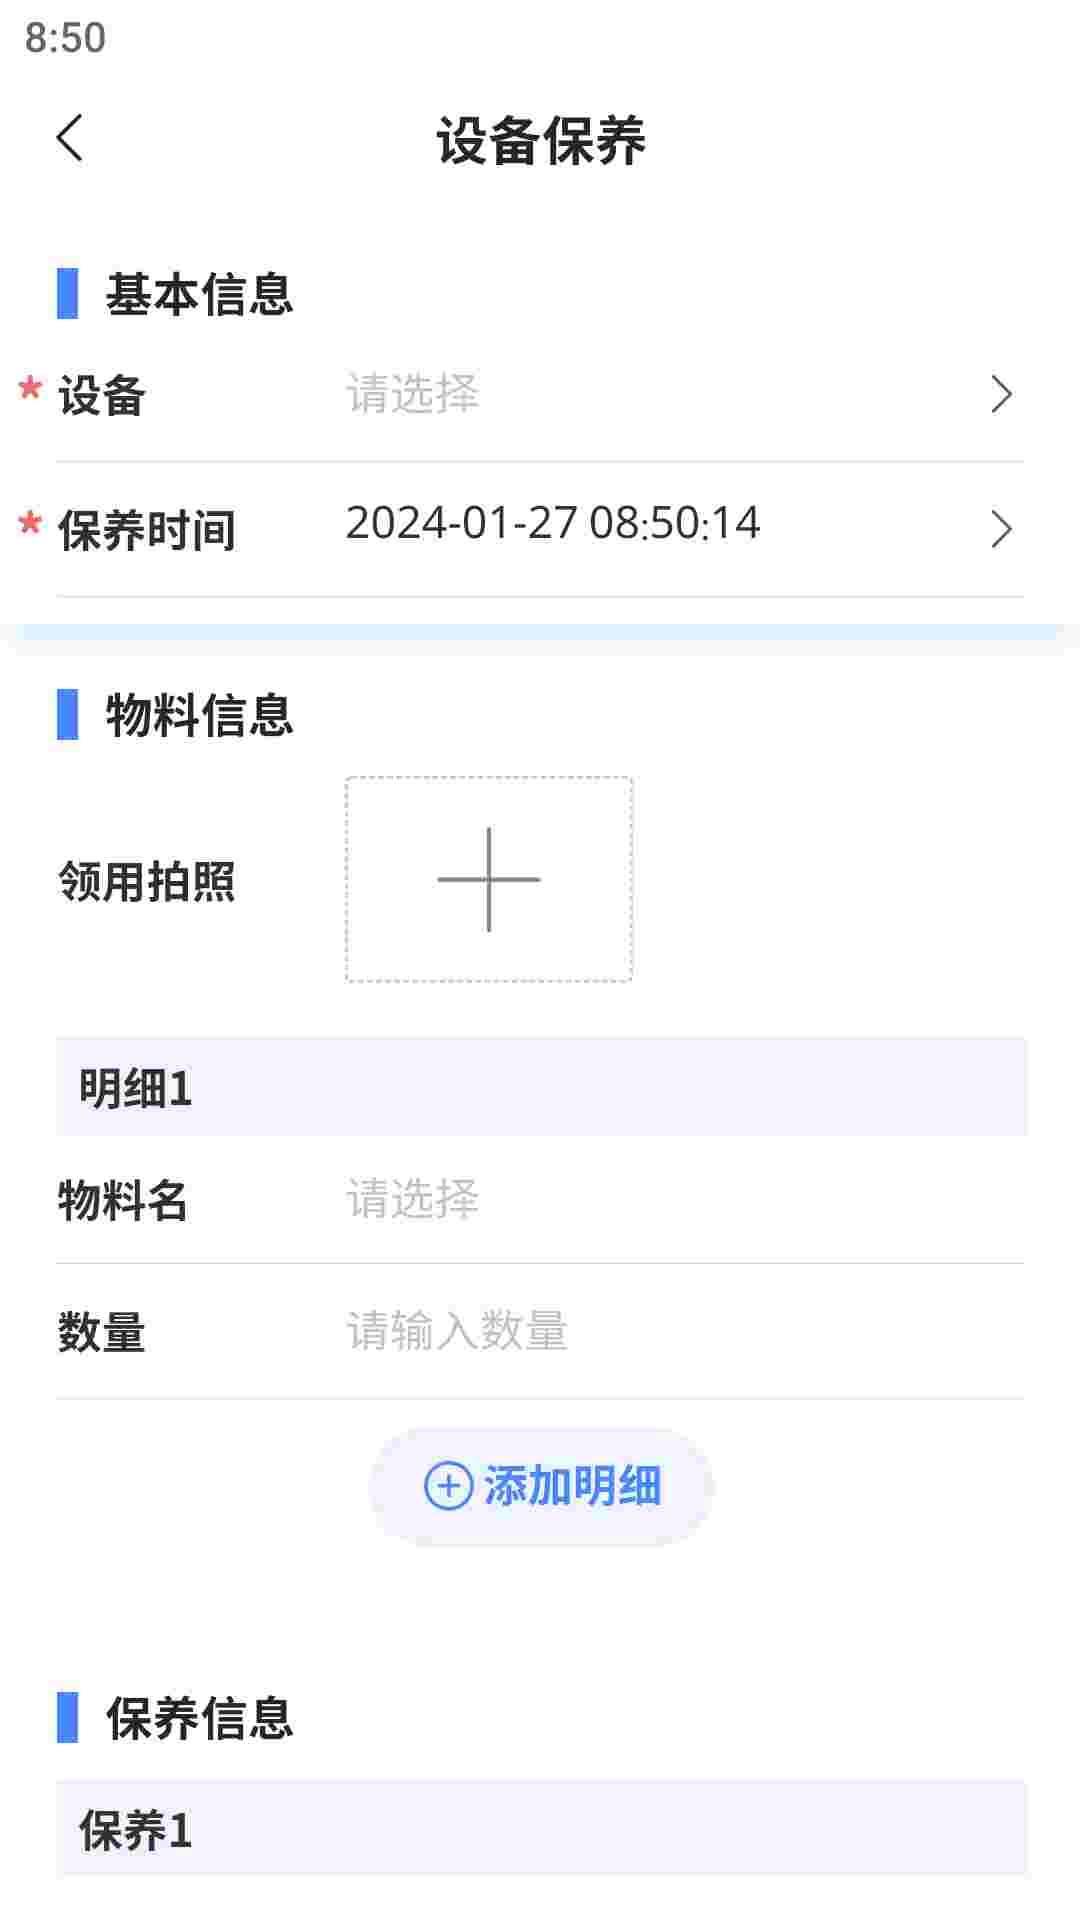 8:50
设备保养
基本信息
* 设备 请选择
* 保养时间 2024-01-27 08:50:14
物料信息
领用拍照
明细1
物料名 请选择
数量 请输入数量
添加明细
保养信息
保养1